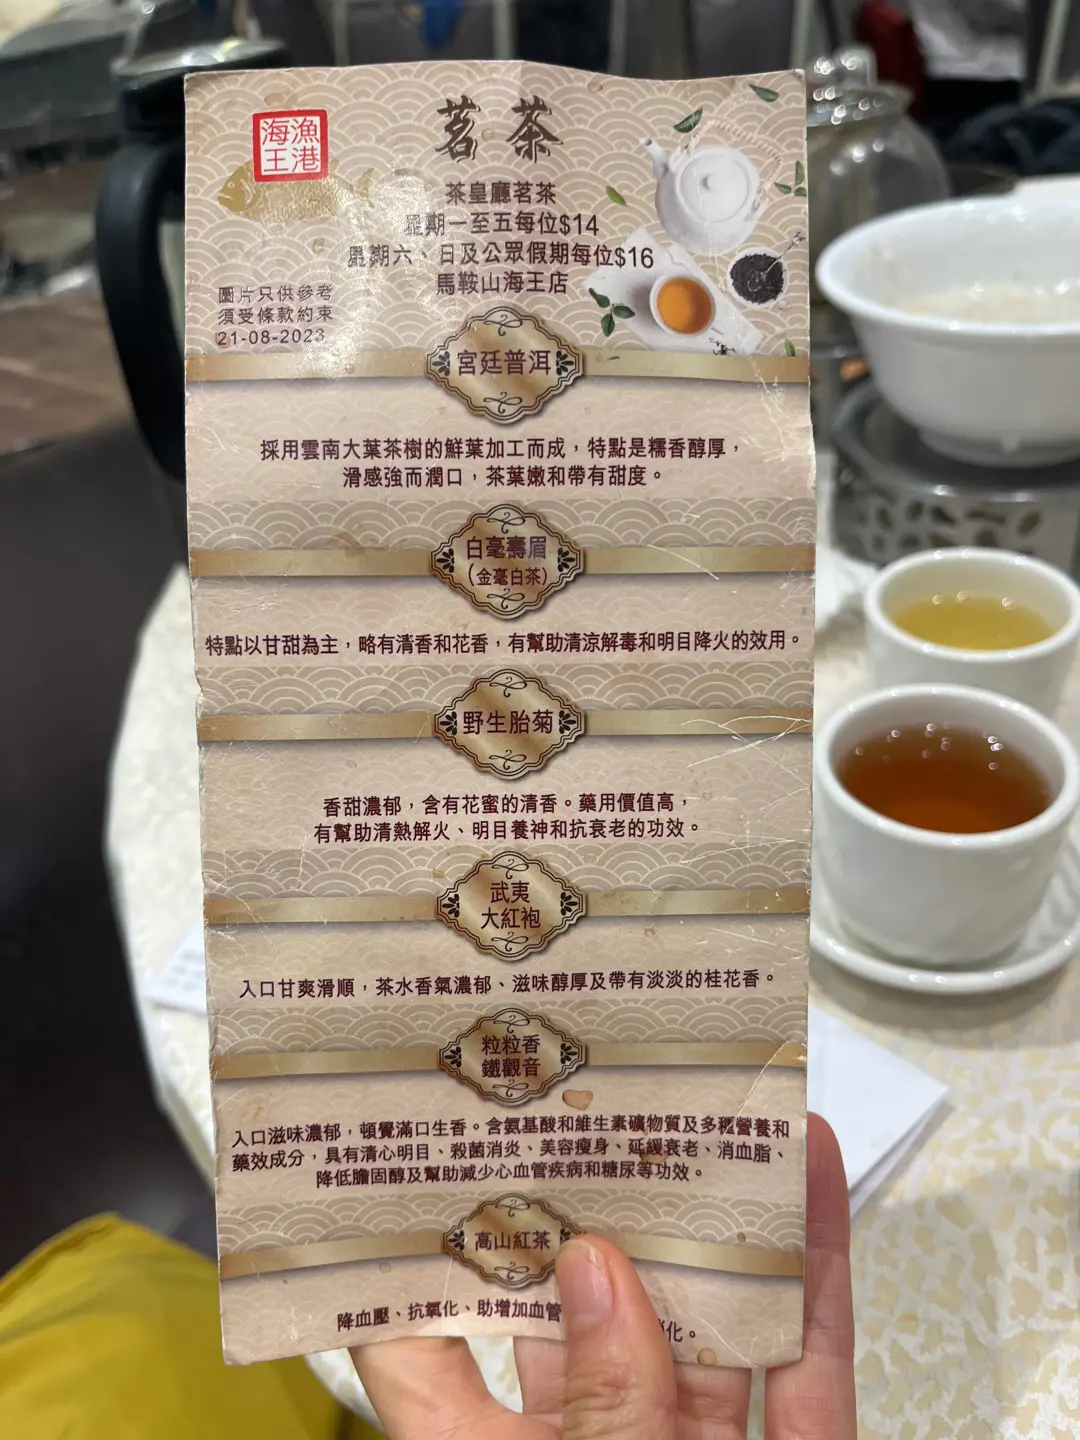 海漁
王港
茗茶
茶皇廳茗茶
星期一至五每位$14
星期六、日及公眾假期每位$16
馬鞍山海王店
圖片只供參考
須受條款約束
21-08-2023
宮廷普洱
採用雲南大葉茶樹的鮮葉加工而成，特點是糯香醇厚，
滑感強而潤口，茶葉嫩和帶有甜度。
白毫壽眉
（金毫白茶）
特點以甘甜為主，略有清香和花香，有幫助清涼解毒和明目降火的效用。
野生胎菊
香甜濃郁，含有花蜜的清香。藥用價值高，
有幫助清熱解火、明目養神和抗衰老的功效。
武夷
大紅袍
入口甘爽滑順，茶水香氣濃郁、滋味醇厚及帶有淡淡的桂花香。
粒粒香
鐵觀音
入口滋味濃郁，頓覺滿口生香。含氨基酸和維生素礦物質及多種營養和
藥效成分，具有清心明目、殺菌消炎、美容瘦身、延緩衰老、消血脂、
降低膽固醇及幫助減少心血管疾病和糖尿等功效。
高山紅茶
降血壓、抗氧化、助增加血管 化。